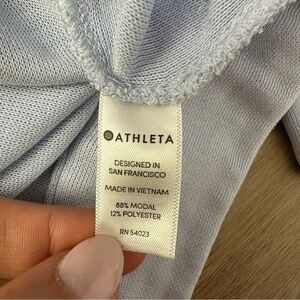 ATHLETA
DESIGNED IN
SAN FRANCISCO
MADE IN VIETNAM
88% MODAL
12% POLYESTER
RN 54023